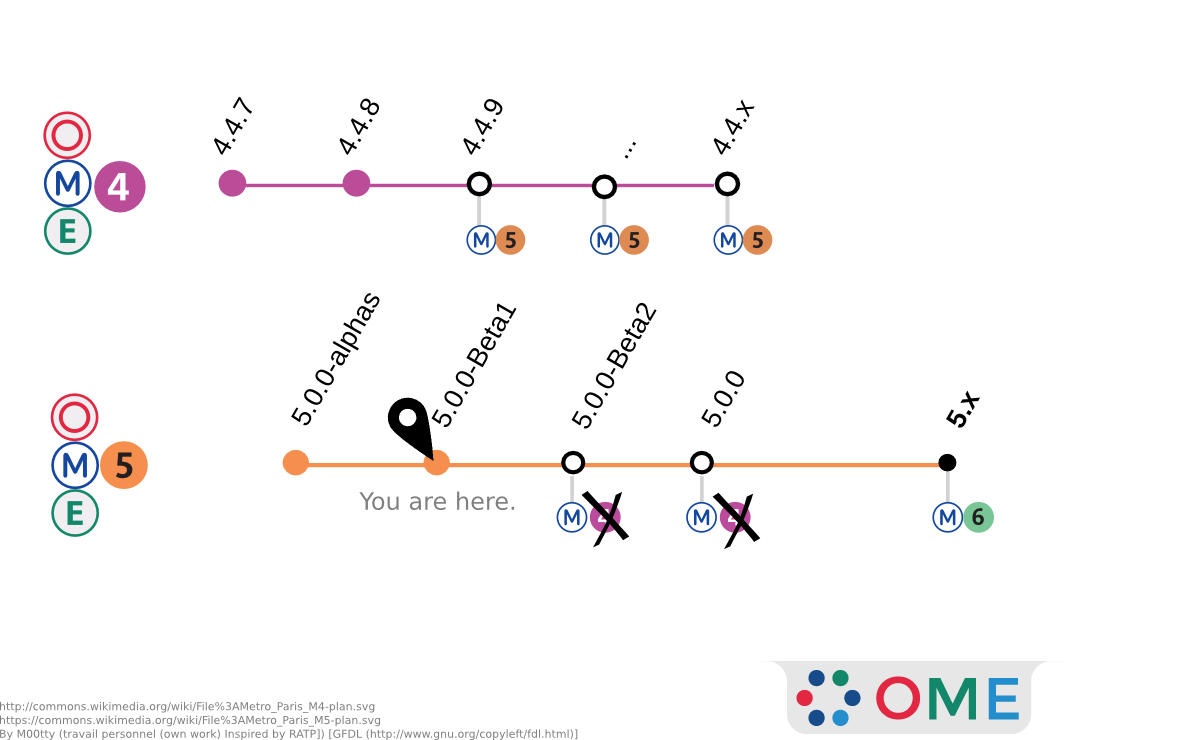 4.4.7
4.4.8
4.4.9
...
4.4.x
O
M 4
E
M 5
M 5
M 5
5.0.0-alphas
5.0.0-Beta1
5.0.0-Beta2
5.0.0
5.x
O
M 5
E
You are here.
M
M
M 6
OME
http://commons.wikimedia.org/wiki/File%3AMetro_Paris_M4-plan.svg
https://commons.wikimedia.org/wiki/File%3AMetro_Paris_M5-plan.svg
By M00tty (travail personnel (own work) Inspired by RATP]) [GFDL (http://www.gnu.org/copyleft/fdl.html)]